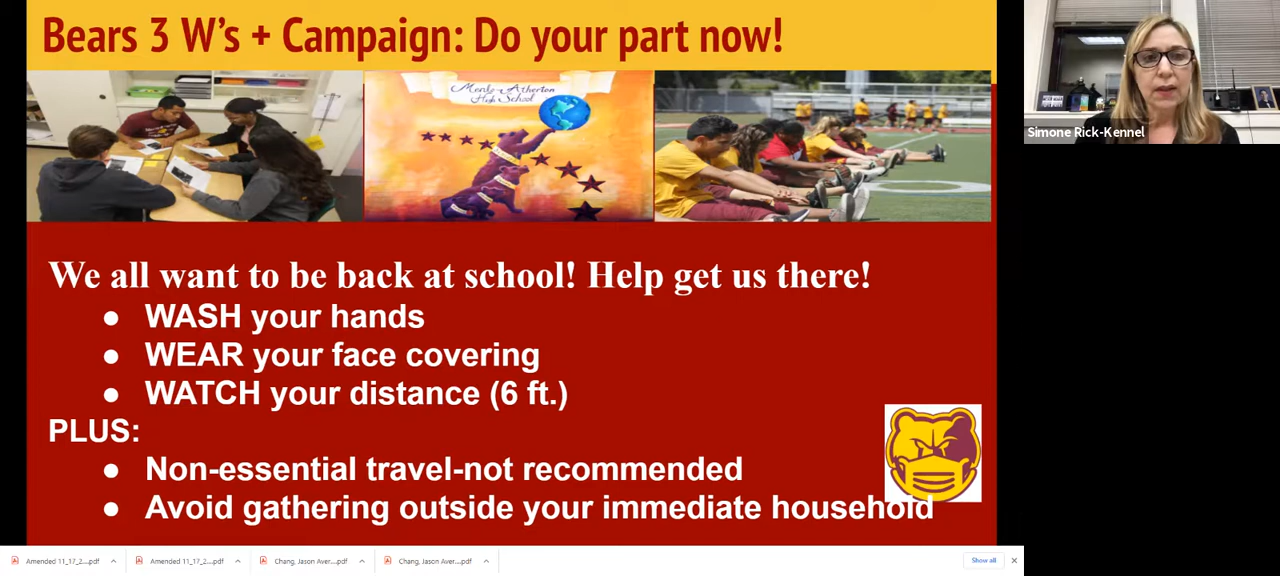 Bears 3 W's + Campaign: Do your part now!
Menlo-Atherton
High School
Simone Rick-Kennel
We all want to be back at school! Help get us there!
● WASH your hands
● WEAR your face covering
● WATCH your distance (6 ft.)
PLUS:
● Non-essential travel-not recommended
● Avoid gathering outside your immediate household
Amended 11_17_2....pdf
Amended 11_17_2....pdf
Chang, Jason Aver....pdf
Chang, Jason Aver....pdf
Show all